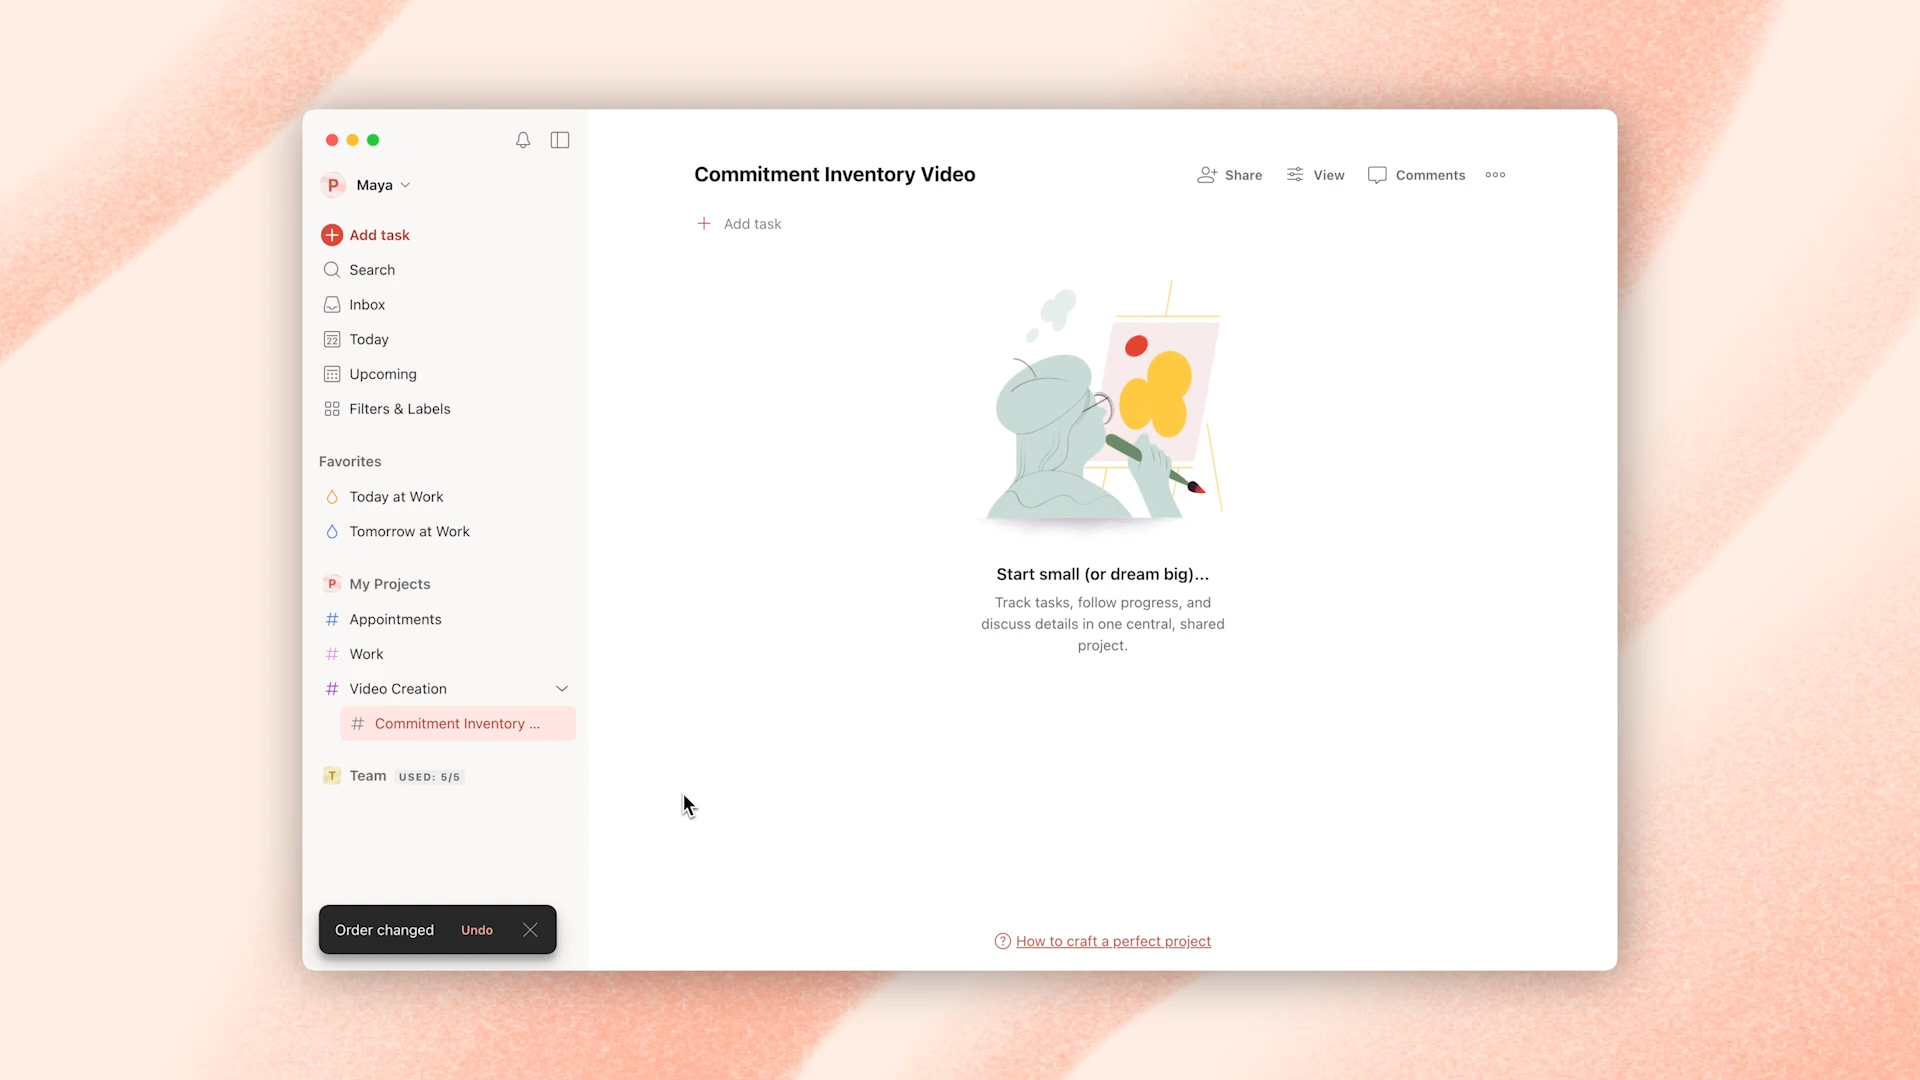 P Maya
Add task
Search
Inbox
22 Today
Upcoming
Filters & Labels
Favorites
Today at Work
Tomorrow at Work
P My Projects
# Appointments
# Work
# Video Creation
# Commitment Inventory ...
T Team USED: 5/5
Order changed Undo
Commitment Inventory Video
Share View Comments
+ Add task
Start small (or dream big)...
Track tasks, follow progress, and
discuss details in one central, shared
project.
? How to craft a perfect project